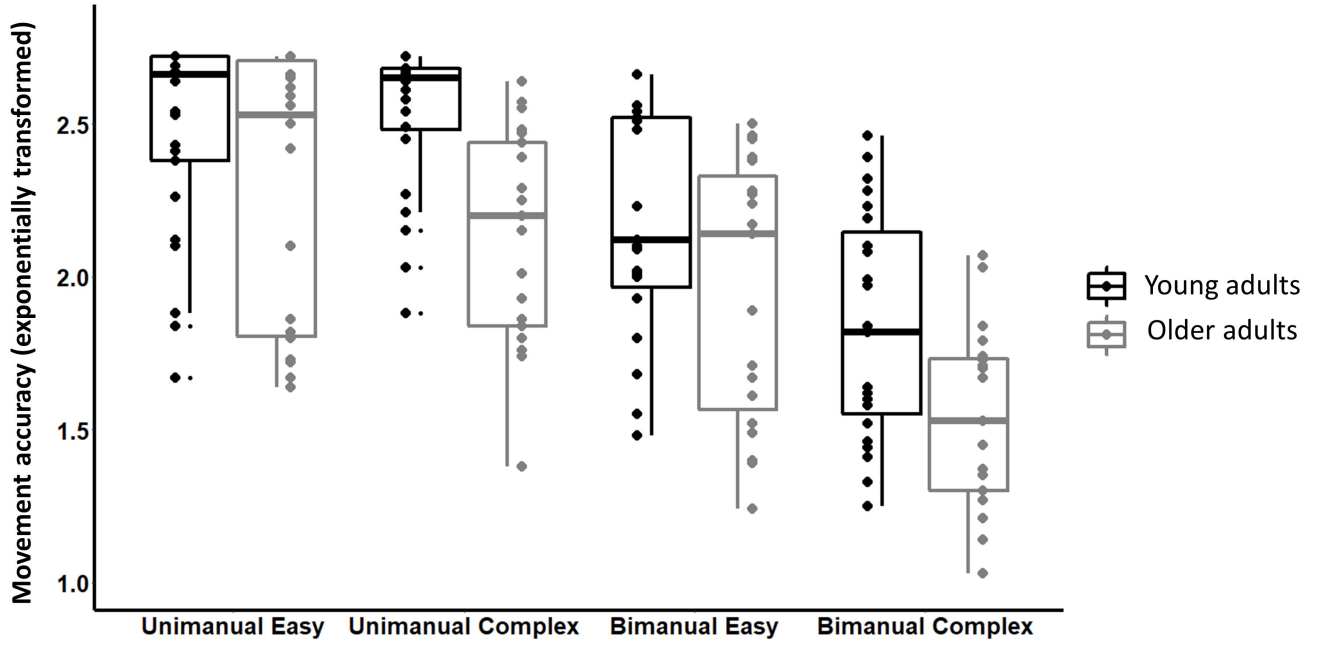 Movement accuracy (exponentially transformed)
2.5
2.0
1.5
1.0
Unimanual Easy
Unimanual Complex
Bimanual Easy
Bimanual Complex
Young adults
Older adults